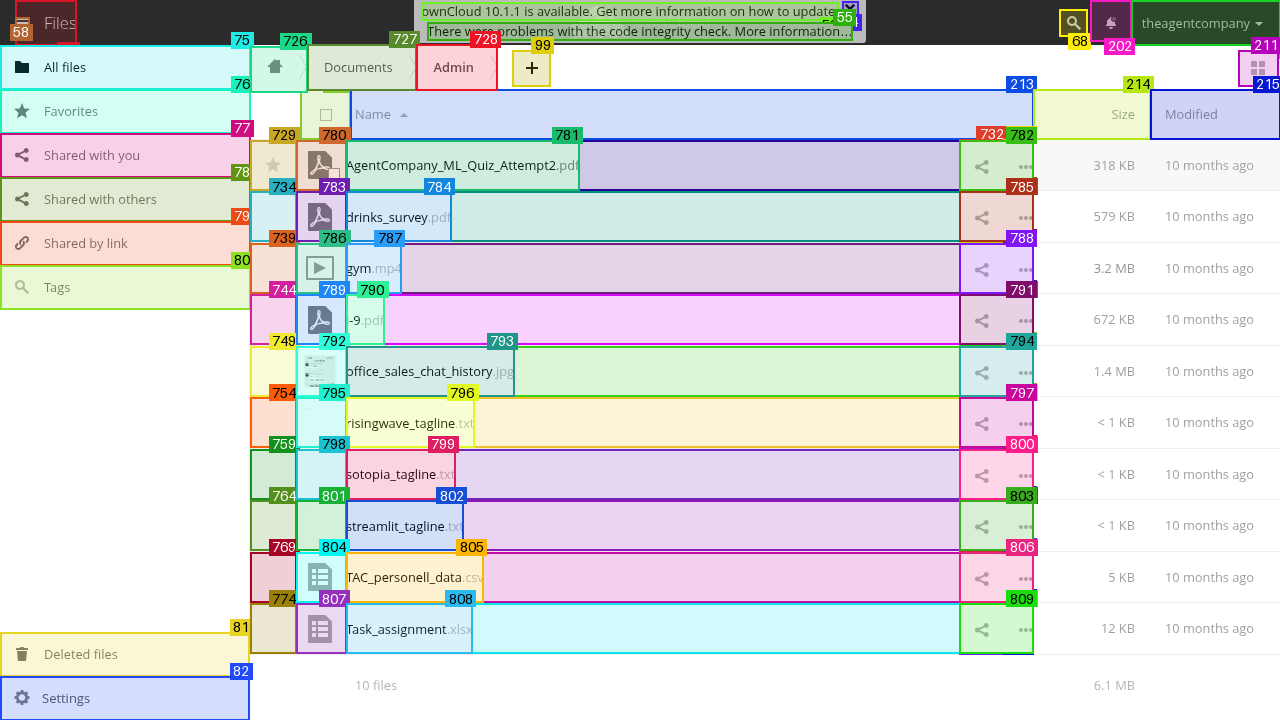 Files
58
ownCloud 10.1.1 is available. Get more information on how to update
There were problems with the code integrity check. More information…
55
68
202
theagentcompany
211
75 All files
76 Favorites
77 Shared with you
78 Shared with others
79 Shared by link
80 Tags
81 Deleted files
82 Settings
726
727 Documents
728 Admin
99 +
213 Name
214 Size
215 Modified
729 780 781 732 782
AgentCompany_ML_Quiz_Attempt2.pdf 318 KB 10 months ago
734 783 784 785
drinks_survey.pdf 579 KB 10 months ago
739 786 787 788
gym.mp4 3.2 MB 10 months ago
744 789 790 791
-9.pdf 672 KB 10 months ago
749 792 793 794
office_sales_chat_history.jpg 1.4 MB 10 months ago
754 795 796 797
risingwave_tagline.txt < 1 KB 10 months ago
759 798 799 800
sotopia_tagline.txt < 1 KB 10 months ago
764 801 802 803
streamlit_tagline.txt < 1 KB 10 months ago
769 804 805 806
TAC_personell_data.csv 5 KB 10 months ago
774 807 808 809
Task_assignment.xlsx 12 KB 10 months ago
10 files 6.1 MB